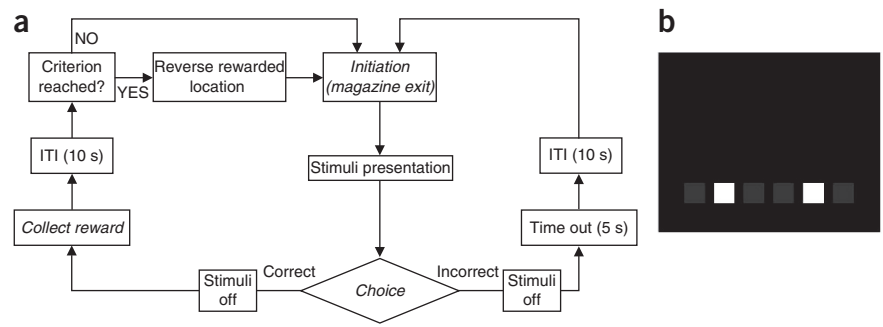 a
b
NO
Criterion
reached?
YES
Reverse rewarded
location
Initiation
(magazine exit)
ITI (10 s)
ITI (10 s)
Stimuli presentation
Collect reward
Time out (5 s)
Stimuli
off
Correct
Choice
Incorrect
Stimuli
off